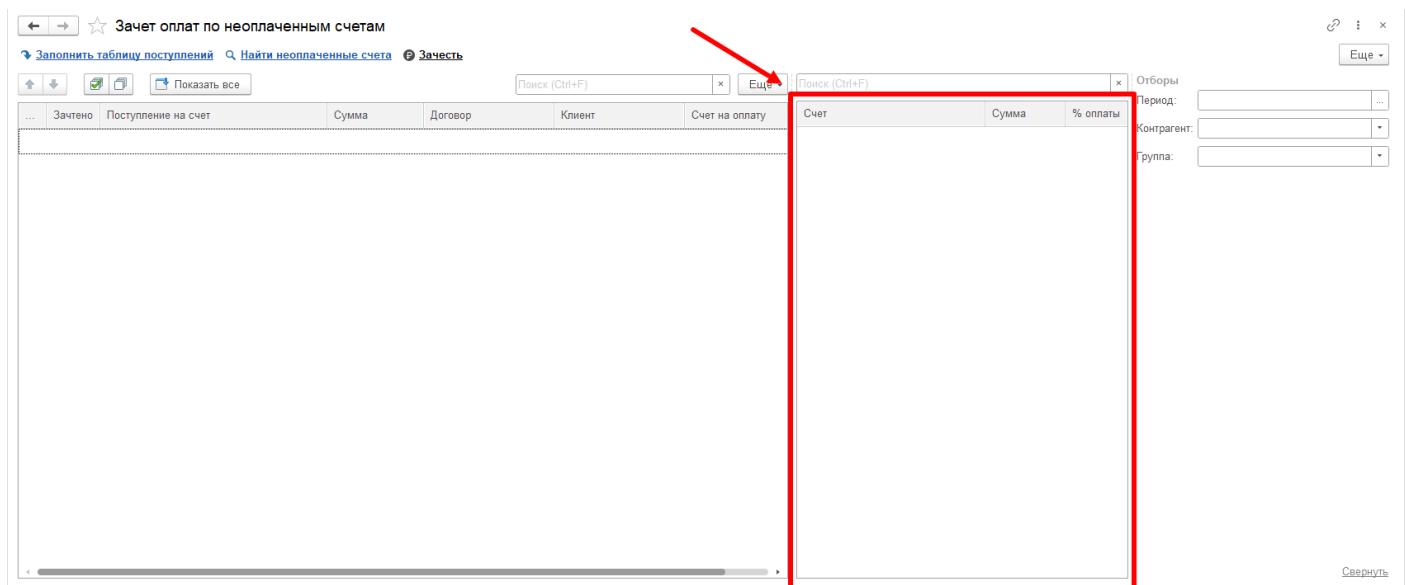 Зачет оплат по неоплаченным счетам
Заполнить таблицу поступлений Найти неоплаченные счета Зачесть Еще
Показать все Поиск (Ctrl+F) × Еще Поиск (Ctrl+F) × Отборы
... Зачтено Поступление на счет Сумма Договор Клиент Счет на оплату Счет Сумма % оплаты Период: ...
Контрагент:
Группа:
Свернуть